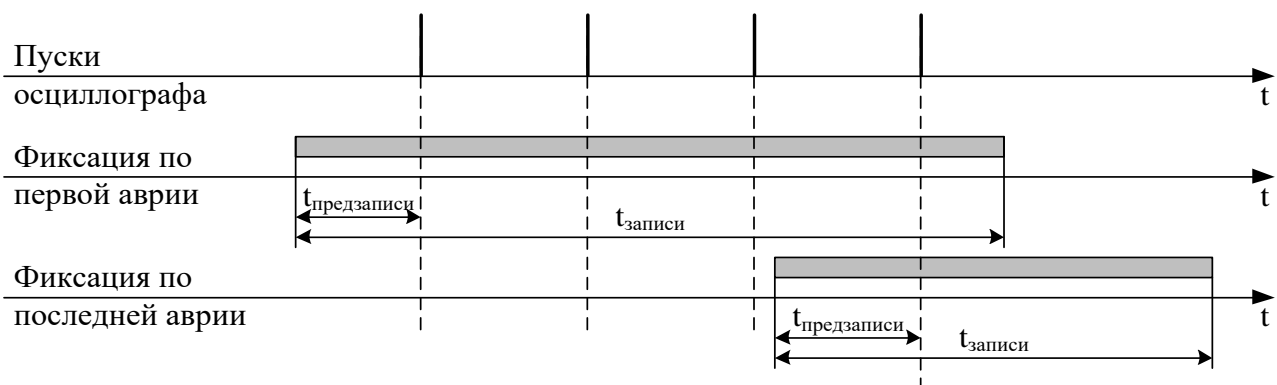 Пуски
осциллографа
t
Фиксация по
первой аврии
t
tпредзаписи
tзаписи
Фиксация по
последней аврии
t
tпредзаписи
tзаписи